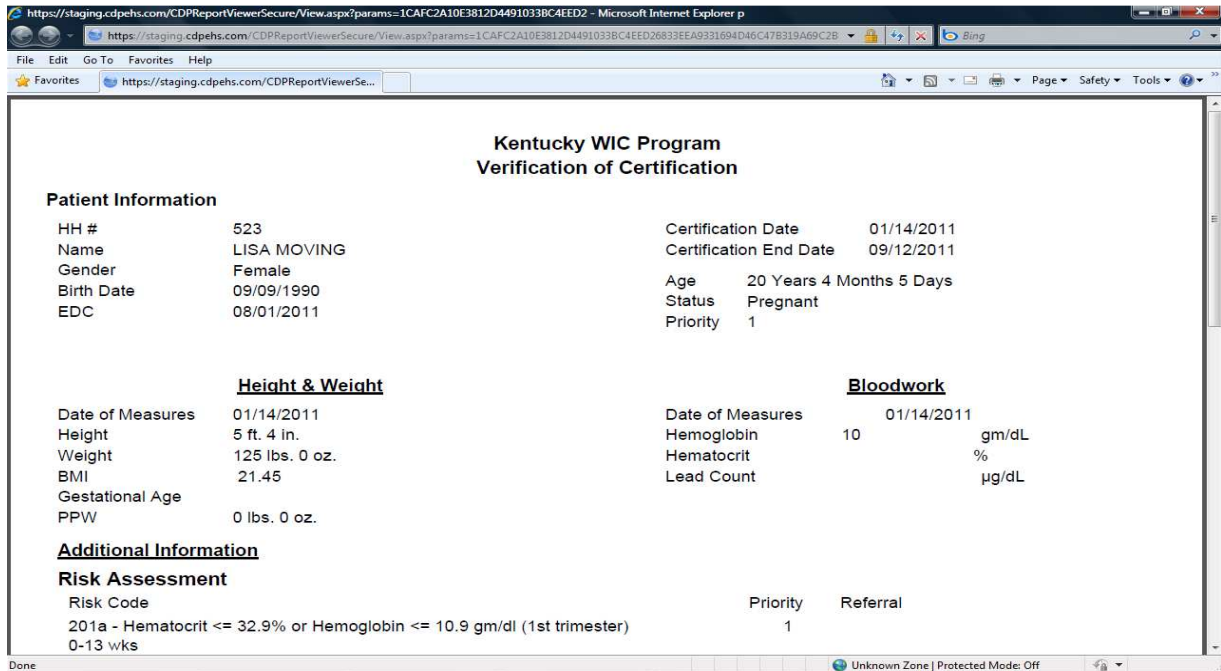 https://staging.cdpehs.com/CDPReportViewerSecure/View.aspx?params=1CAFC2A10E3812D4491033BC4EED2 - Microsoft Internet Explorer p
https://staging.cdpehs.com/CDPReportViewerSecure/View.aspx?params=1CAFC2A10E3812D4491033BC4EED26833EEA9331694D46C47B319A69C2B
Bing
File Edit Go To Favorites Help
Favorites https://staging.cdpehs.com/CDPReportViewerSe... Page Safety Tools
Kentucky WIC Program
Verification of Certification
Patient Information
HH # 523 Certification Date 01/14/2011
Name LISA MOVING Certification End Date 09/12/2011
Gender Female
Birth Date 09/09/1990 Age 20 Years 4 Months 5 Days
EDC 08/01/2011 Status Pregnant
Priority 1
Height & Weight Bloodwork
Date of Measures 01/14/2011 Date of Measures 01/14/2011
Height 5 ft. 4 in. Hemoglobin 10 gm/dL
Weight 125 lbs. 0 oz. Hematocrit %
BMI 21.45 Lead Count µg/dL
Gestational Age
PPW 0 lbs. 0 oz.
Additional Information
Risk Assessment
Risk Code Priority Referral
201a - Hematocrit <= 32.9% or Hemoglobin <= 10.9 gm/dl (1st trimester) 1
0-13 wks
Done Unknown Zone | Protected Mode: Off